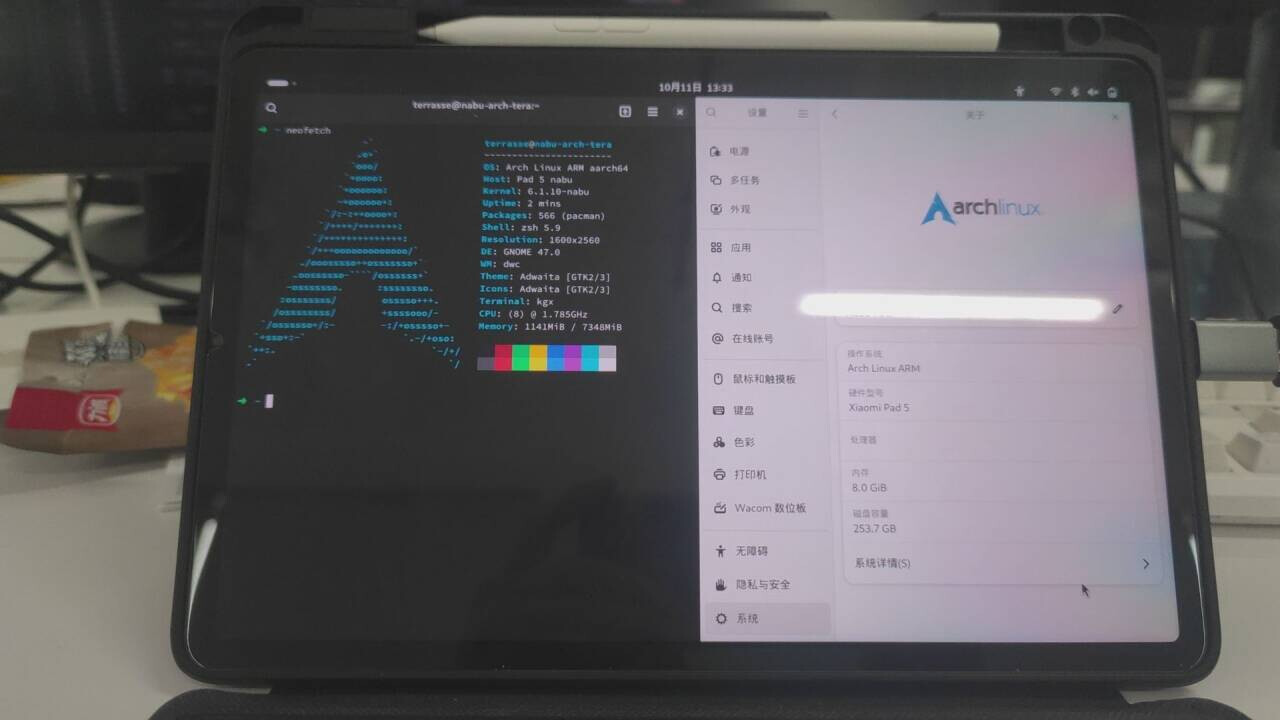 10月11日 13:33
terrasse@nabu-arch-tera:~
→ ~ neofetch
terrasse@nabu-arch-tera
-----------------------
OS: Arch Linux ARM aarch64
Host: Pad 5 nabu
Kernel: 6.1.10-nabu
Uptime: 2 mins
Packages: 566 (pacman)
Shell: zsh 5.9
Resolution: 1600x2560
DE: GNOME 47.0
WM: dwc
Theme: Adwaita [GTK2/3]
Icons: Adwaita [GTK2/3]
Terminal: kgx
CPU: (8) @ 1.785GHz
Memory: 1141MiB / 7348MiB
→ ~
设置
电源
多任务
外观
应用
通知
搜索
在线账号
鼠标和触摸板
键盘
色彩
打印机
Wacom 数位板
无障碍
隐私与安全
系统
关于
archlinux
操作系统
Arch Linux ARM
硬件型号
Xiaomi Pad 5
处理器
内存
8.0 GiB
磁盘容量
253.7 GB
系统详情(S)